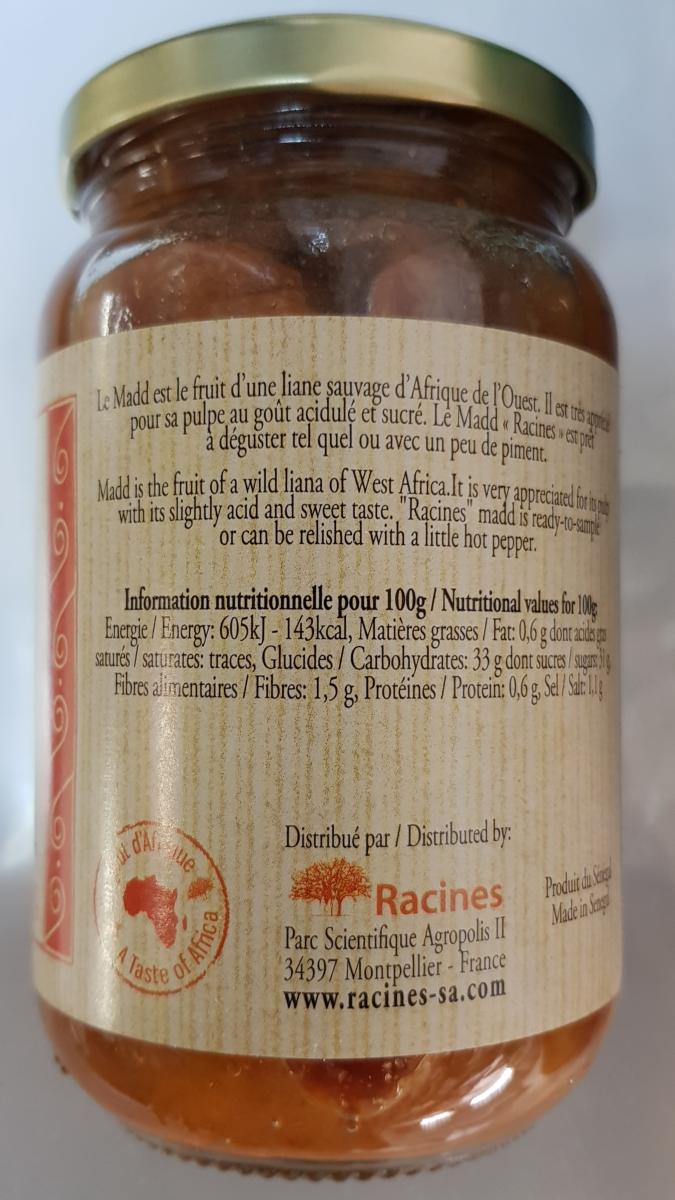 Le Madd est le fruit d'une liane sauvage d'Afrique de l'Ouest. Il est très
pour sa pulpe au goût acidulé et sucré. Le Madd « Racines » est prêt
à déguster tel quel ou avec un peu de piment.
Madd is the fruit of a wild liana of West Africa.It is very appreciated for its
with its slightly acid and sweet taste. "Racines" madd is ready-to-sample
or can be relished with a little hot pepper.
Information nutritionnelle pour 100g / Nutritional values for 100g
Energie / Energy: 605kJ - 143kcal, Matières grasses / Fat: 0,6 g dont acides gras
saturés / saturates: traces, Glucides / Carbohydrates: 33 g dont sucres / sugars:
Fibres alimentaires / Fibres: 1,5 g, Protéines / Protein: 0,6 g, Sel / Salt: 1,1 g
d'Afrique
A Taste of Africa
Distribué par / Distributed by:
Racines
Parc Scientifique Agropolis II
34397 Montpellier - France
www.racines-sa.com
Produit du Sénégal
Made in Senegal